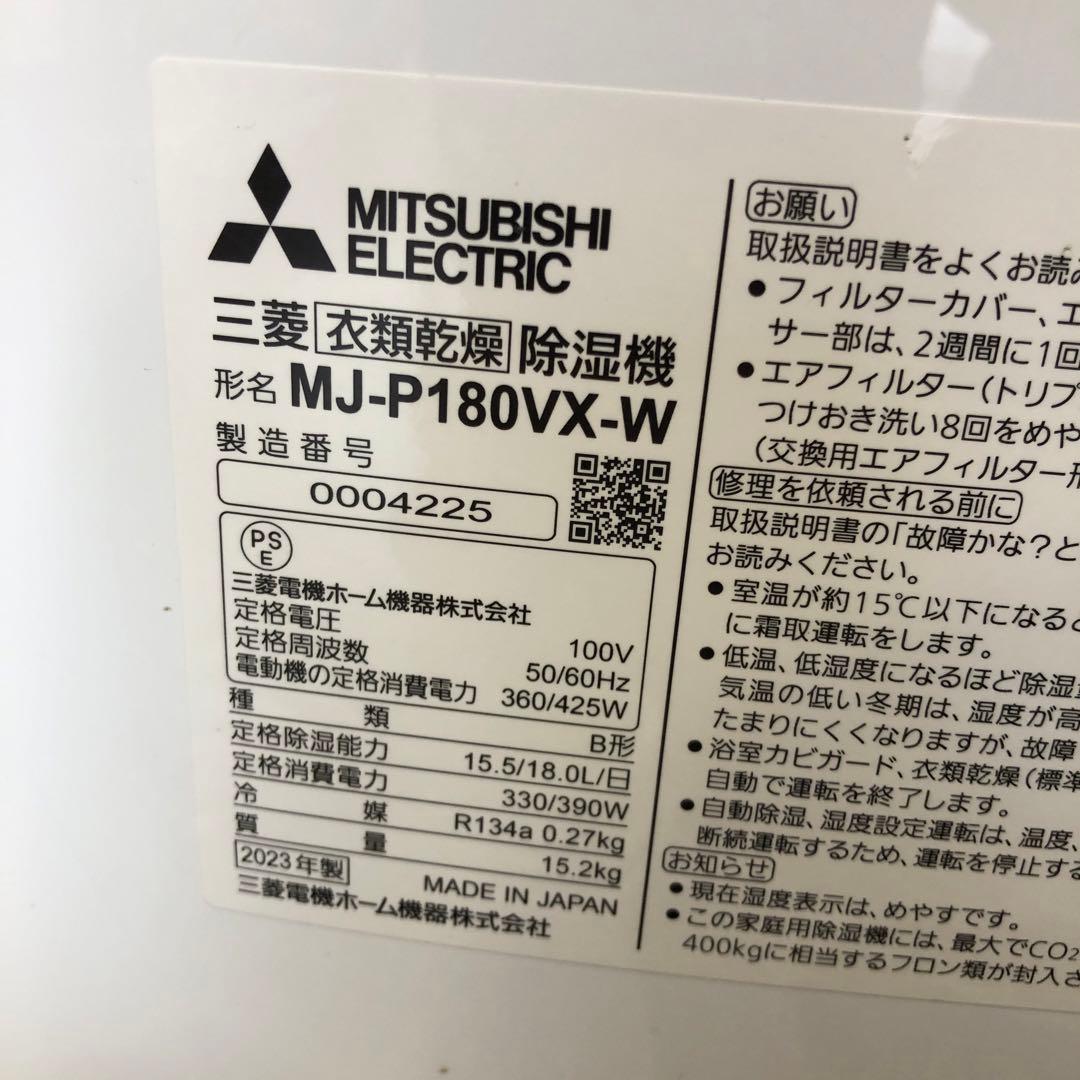 MITSUBISHI
ELECTRIC
三菱 衣類乾燥 除湿機
形名 MJ-P180VX-W
製造番号
0004225
PS
E
三菱電機ホーム機器株式会社
定格電圧 100V
定格周波数 50/60Hz
電動機の定格消費電力 360/425W
種類 B形
定格除湿能力 15.5/18.0L/日
定格消費電力 330/390W
冷媒 R134a 0.27kg
質量 15.2kg
2023年製 MADE IN JAPAN
三菱電機ホーム機器株式会社
お願い
取扱説明書をよくお読み
●フィルターカバー、エ
サー部は、2週間に1回
●エアフィルター(トリプ
つけおき洗い8回をめや
(交換用エアフィルター形
修理を依頼される前に
取扱説明書の「故障かな?と
お読みください。
●室温が約15℃以下になると
に霜取運転をします。
●低温、低湿度になるほど除湿量
気温の低い冬期は、湿度が高
たまりにくくなりますが、故障
●浴室カビガード、衣類乾燥(標準
自動で運転を終了します。
●自動除湿、湿度設定運転は、温度、
断続運転するため、運転を停止する
お知らせ
●現在湿度表示は、めやすです。
●この家庭用除湿機には、最大でCO2
400kgに相当するフロン類が封入さ